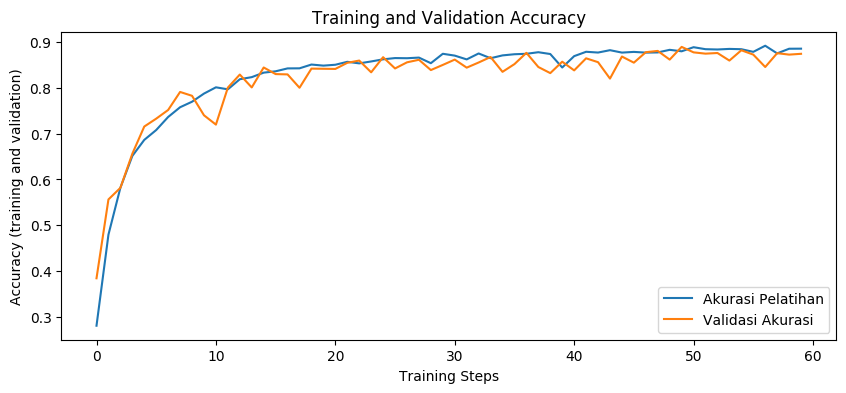 Training and Validation Accuracy
Accuracy (training and validation)
0.9
0.8
0.7
0.6
0.5
0.4
0.3
Akurasi Pelatihan
Validasi Akurasi
0 10 20 30 40 50 60
Training Steps